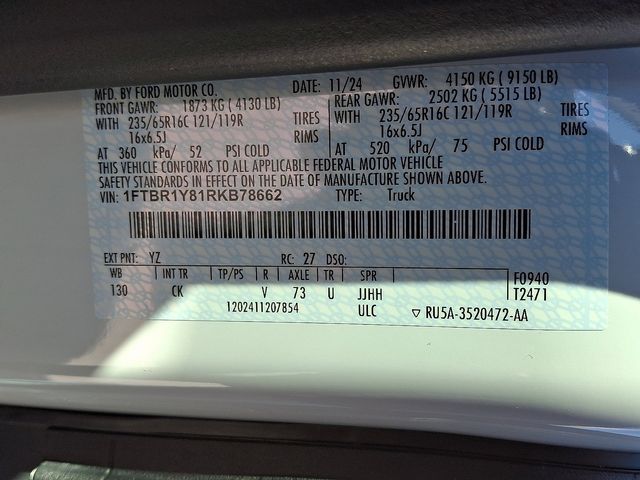 MFD. BY FORD MOTOR CO. DATE: 11/24 GVWR: 4150 KG ( 9150 LB)
FRONT GAWR: 1873 KG ( 4130 LB) REAR GAWR: 2502 KG ( 5515 LB)
WITH 235/65R16C 121/119R TIRES WITH 235/65R16C 121/119R TIRES
16x6.5J RIMS 16x6.5J RIMS
AT 360 kPa/ 52 PSI COLD AT 520 kPa/ 75 PSI COLD
THIS VEHICLE CONFORMS TO ALL APPLICABLE FEDERAL MOTOR VEHICLE
SAFETY STANDARDS IN EFFECT ON THE DATE OF MANUFACTURE SHOWN ABOVE.
VIN: 1FTBR1Y81RKB78662 TYPE: Truck
EXT PNT: YZ RC: 27 DSO:
WB INT TR TP/PS R AXLE TR SPR F0940
130 CK V 73 U JJHH T2471
1202411207854 ULC ▽ RU5A-3520472-AA